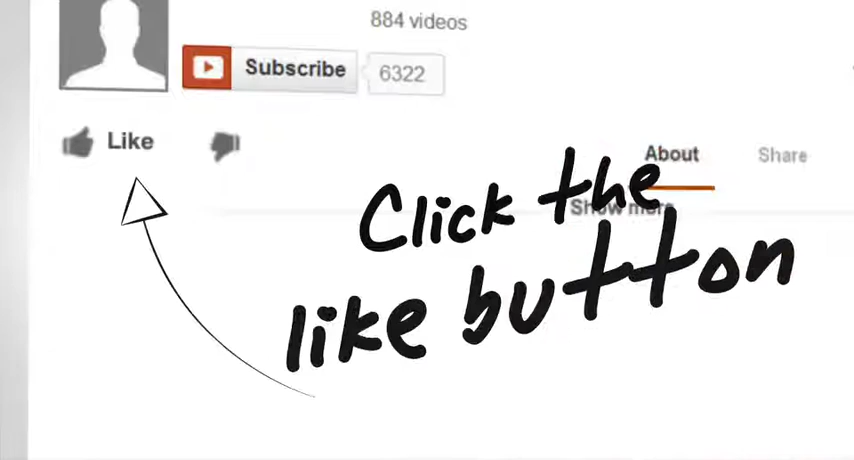 884 videos
Subscribe 6322
Like
About Share
Show more
Click the
like button